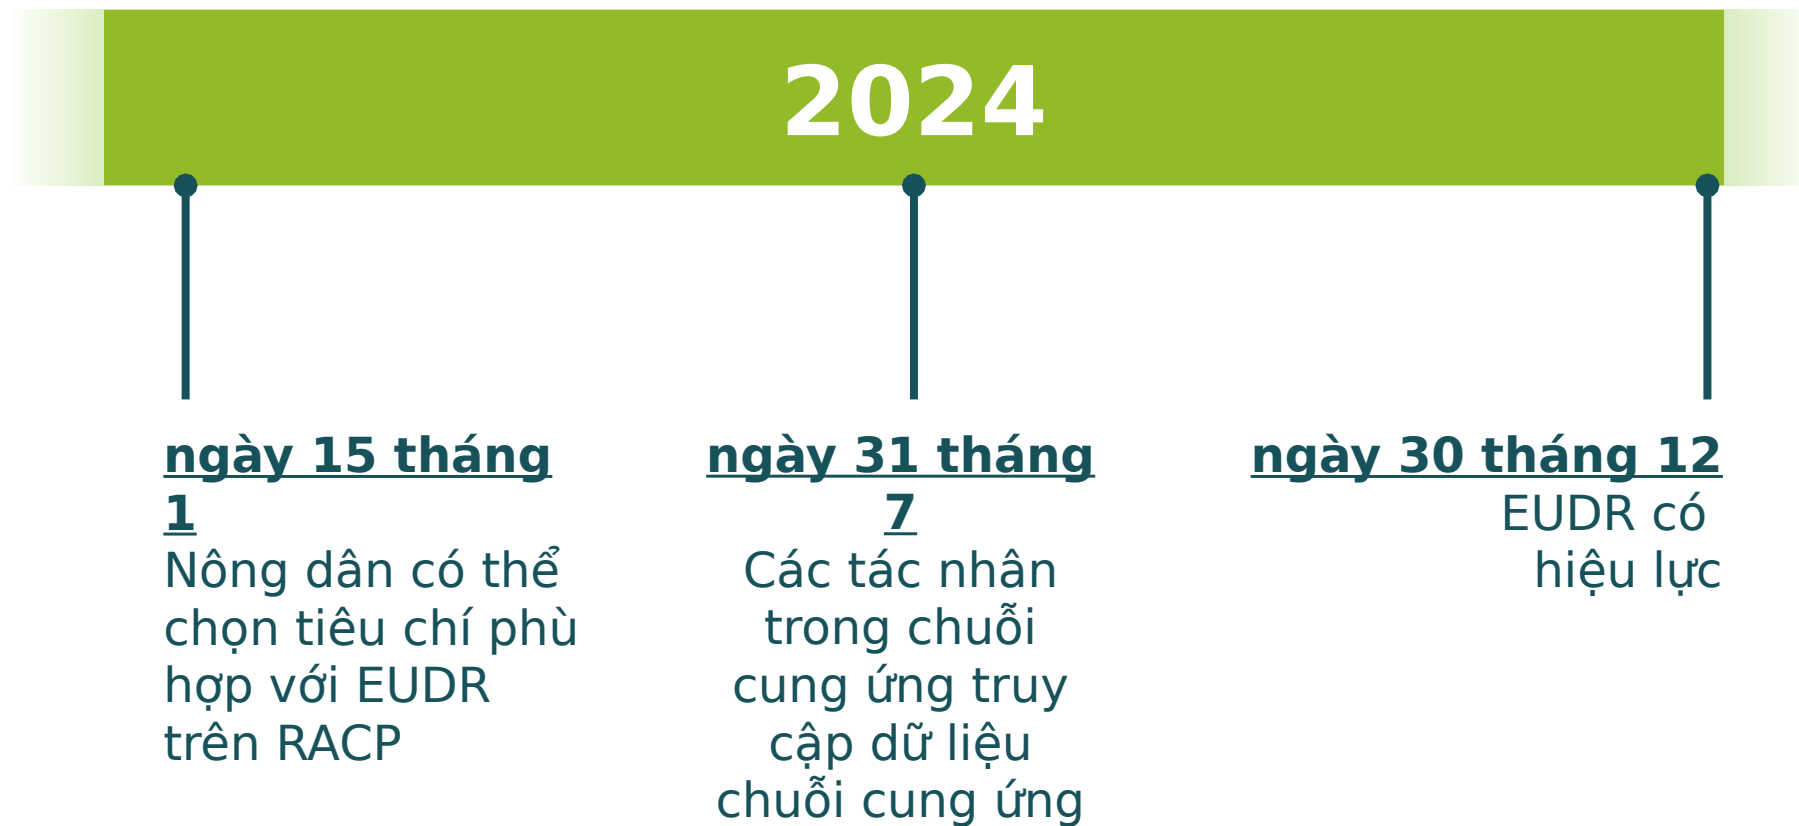 2024
ngày 15 tháng
1
Nông dân có thể
chọn tiêu chí phù
hợp với EUDR
trên RACP
ngày 31 tháng
7
Các tác nhân
trong chuỗi
cung ứng truy
cập dữ liệu
chuỗi cung ứng
ngày 30 tháng 12
EUDR có
hiệu lực